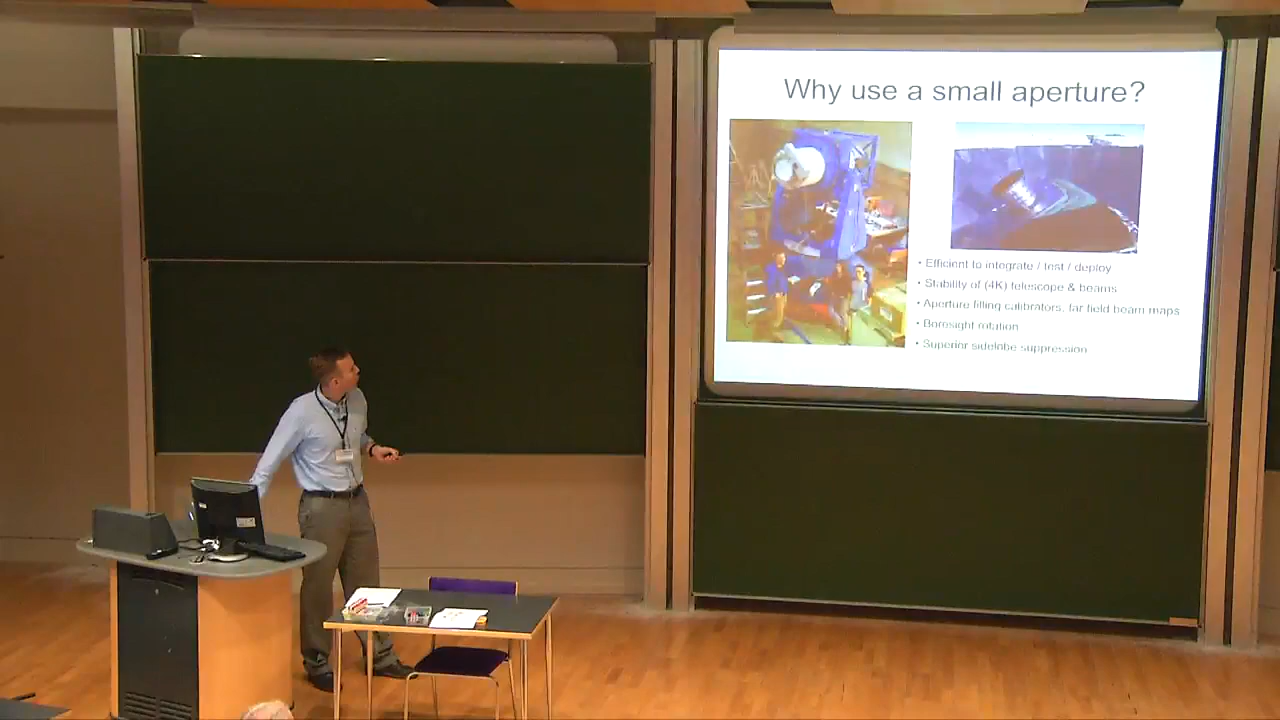 Why use a small aperture?
• Efficient to integrate / test / deploy
• Stability of (4K) telescope & beams
• Aperture filling calibrators, far field beam maps
• Boresight rotation
• Superior sidelobe suppression